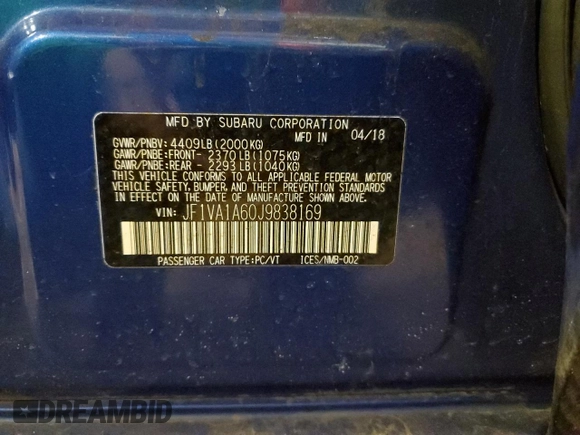 MFD BY SUBARU CORPORATION
MFD IN 04/18
GVWR/PNBV: 4409LB(2000KG)
GAWR/PNBE:FRONT- 2370LB(1075KG)
GAWR/PNBE:REAR - 2293LB(1040KG)
THIS VEHICLE CONFORMS TO ALL APPLICABLE FEDERAL MOTOR
VEHICLE SAFETY, BUMPER, AND THEFT PREVENTION STANDARDS
IN EFFECT ON THE DATE OF MANUFACTURE SHOWN ABOVE.
VIN: JF1VA1A60J9838169
PASSENGER CAR TYPE:PC/VT ICES/NMB-002
DREAMBID